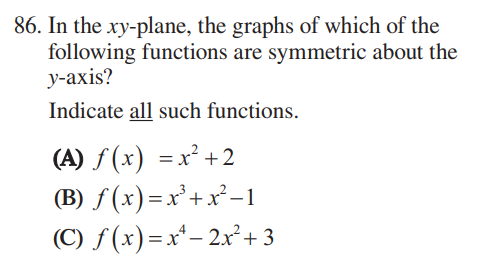 86. In the xy-plane, the graphs of which of the
following functions are symmetric about the
y-axis?
Indicate all such functions.
(A) f(x) = x² + 2
(B) f(x) = x³ + x² – 1
(C) f(x) = x⁴ – 2x² + 3